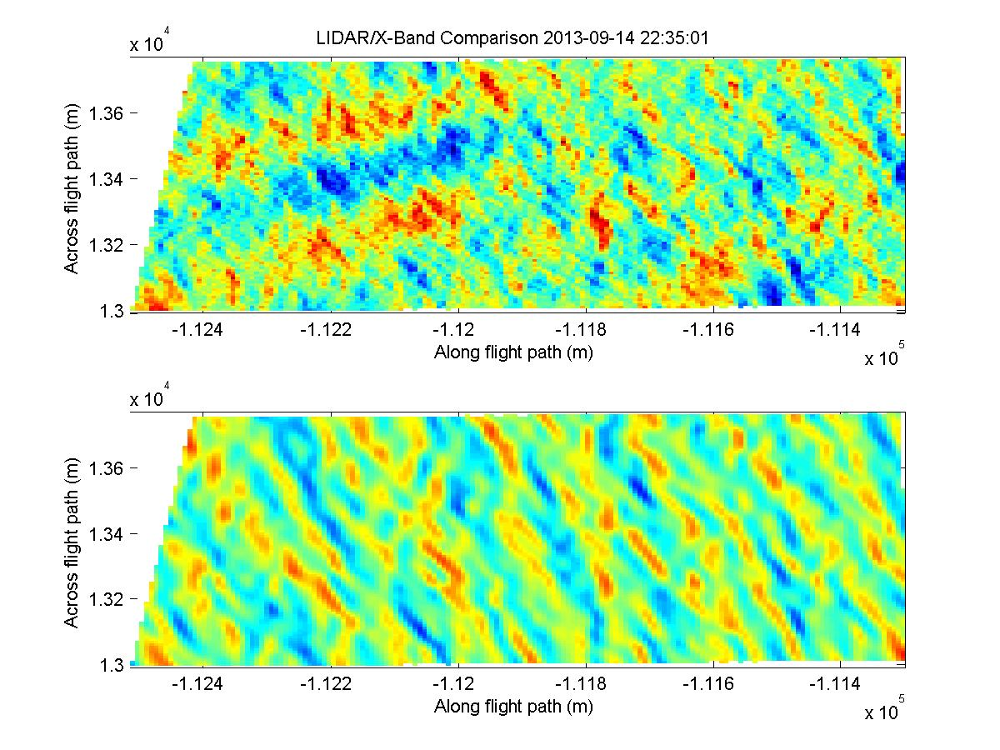 LIDAR/X-Band Comparison 2013-09-14 22:35:01
x 10^4
Across flight path (m)
1.36
1.34
1.32
1.3
-1.124 -1.122 -1.12 -1.118 -1.116 -1.114
Along flight path (m)
x 10^5
x 10^4
Across flight path (m)
1.36
1.34
1.32
1.3
-1.124 -1.122 -1.12 -1.118 -1.116 -1.114
Along flight path (m)
x 10^5